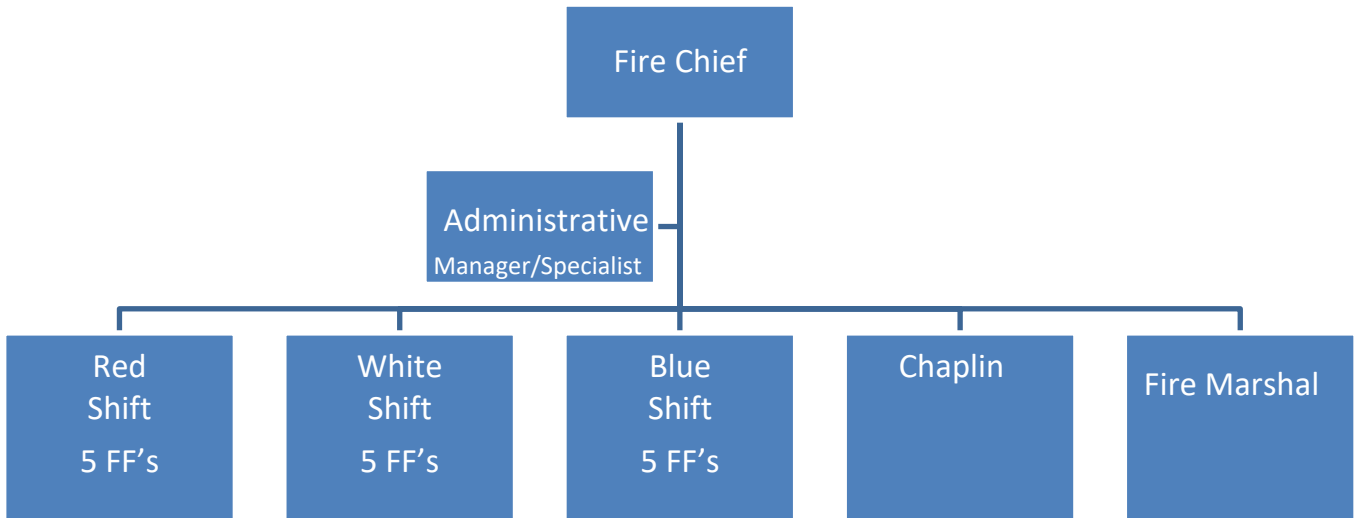 Fire Chief
Administrative
Manager/Specialist
Red
Shift
5 FF’s
White
Shift
5 FF’s
Blue
Shift
5 FF’s
Chaplin
Fire Marshal